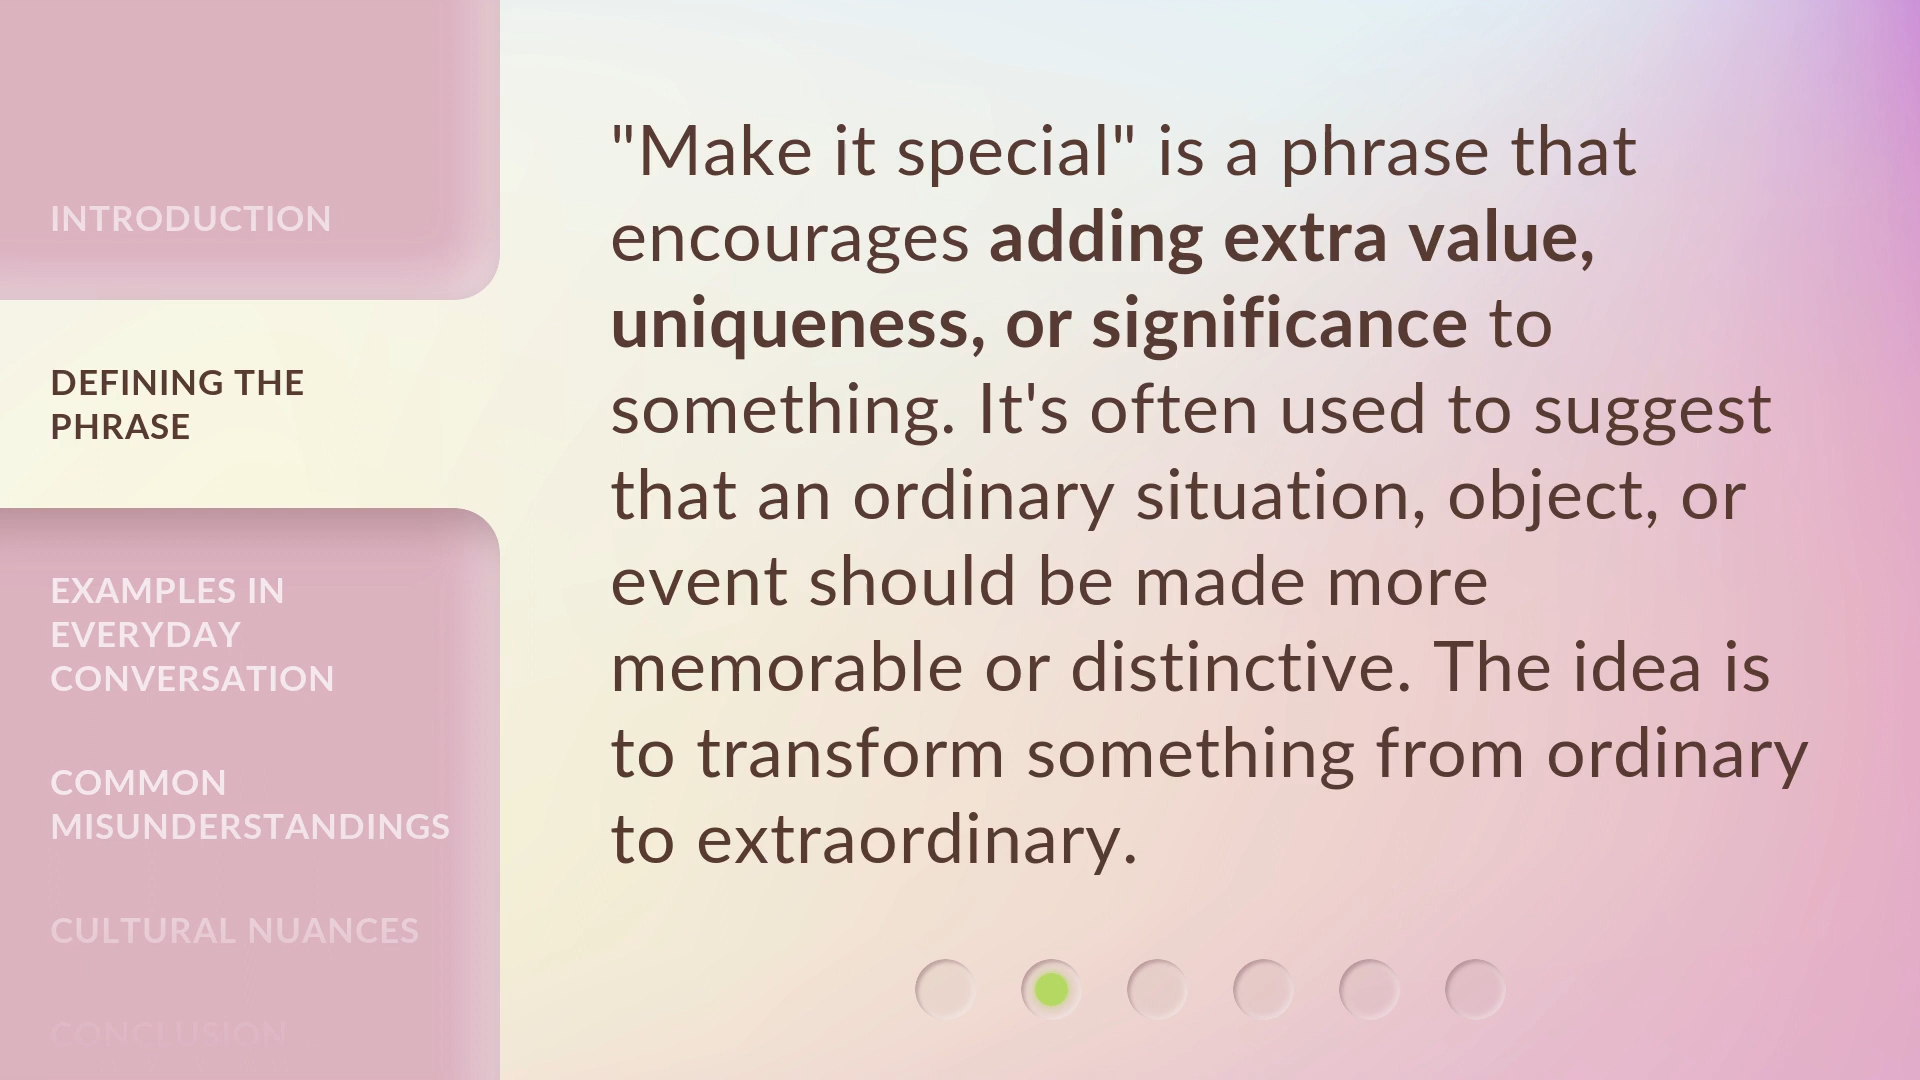 INTRODUCTION
DEFINING THE
PHRASE
EXAMPLES IN
EVERYDAY
CONVERSATION
COMMON
MISUNDERSTANDINGS
CULTURAL NUANCES
CONCLUSION
"Make it special" is a phrase that
encourages adding extra value,
uniqueness, or significance to
something. It's often used to suggest
that an ordinary situation, object, or
event should be made more
memorable or distinctive. The idea is
to transform something from ordinary
to extraordinary.